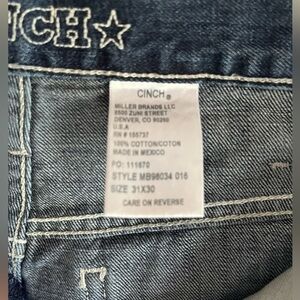 NCH☆
CINCH®
MILLER BRANDS LLC
8500 ZUNI STREET
DENVER, CO 80260
U.S.A
RN # 155737
100% COTTON/COTON
MADE IN MEXICO
PO: 111670
STYLE MB98034 016
SIZE 31X30
CARE ON REVERSE